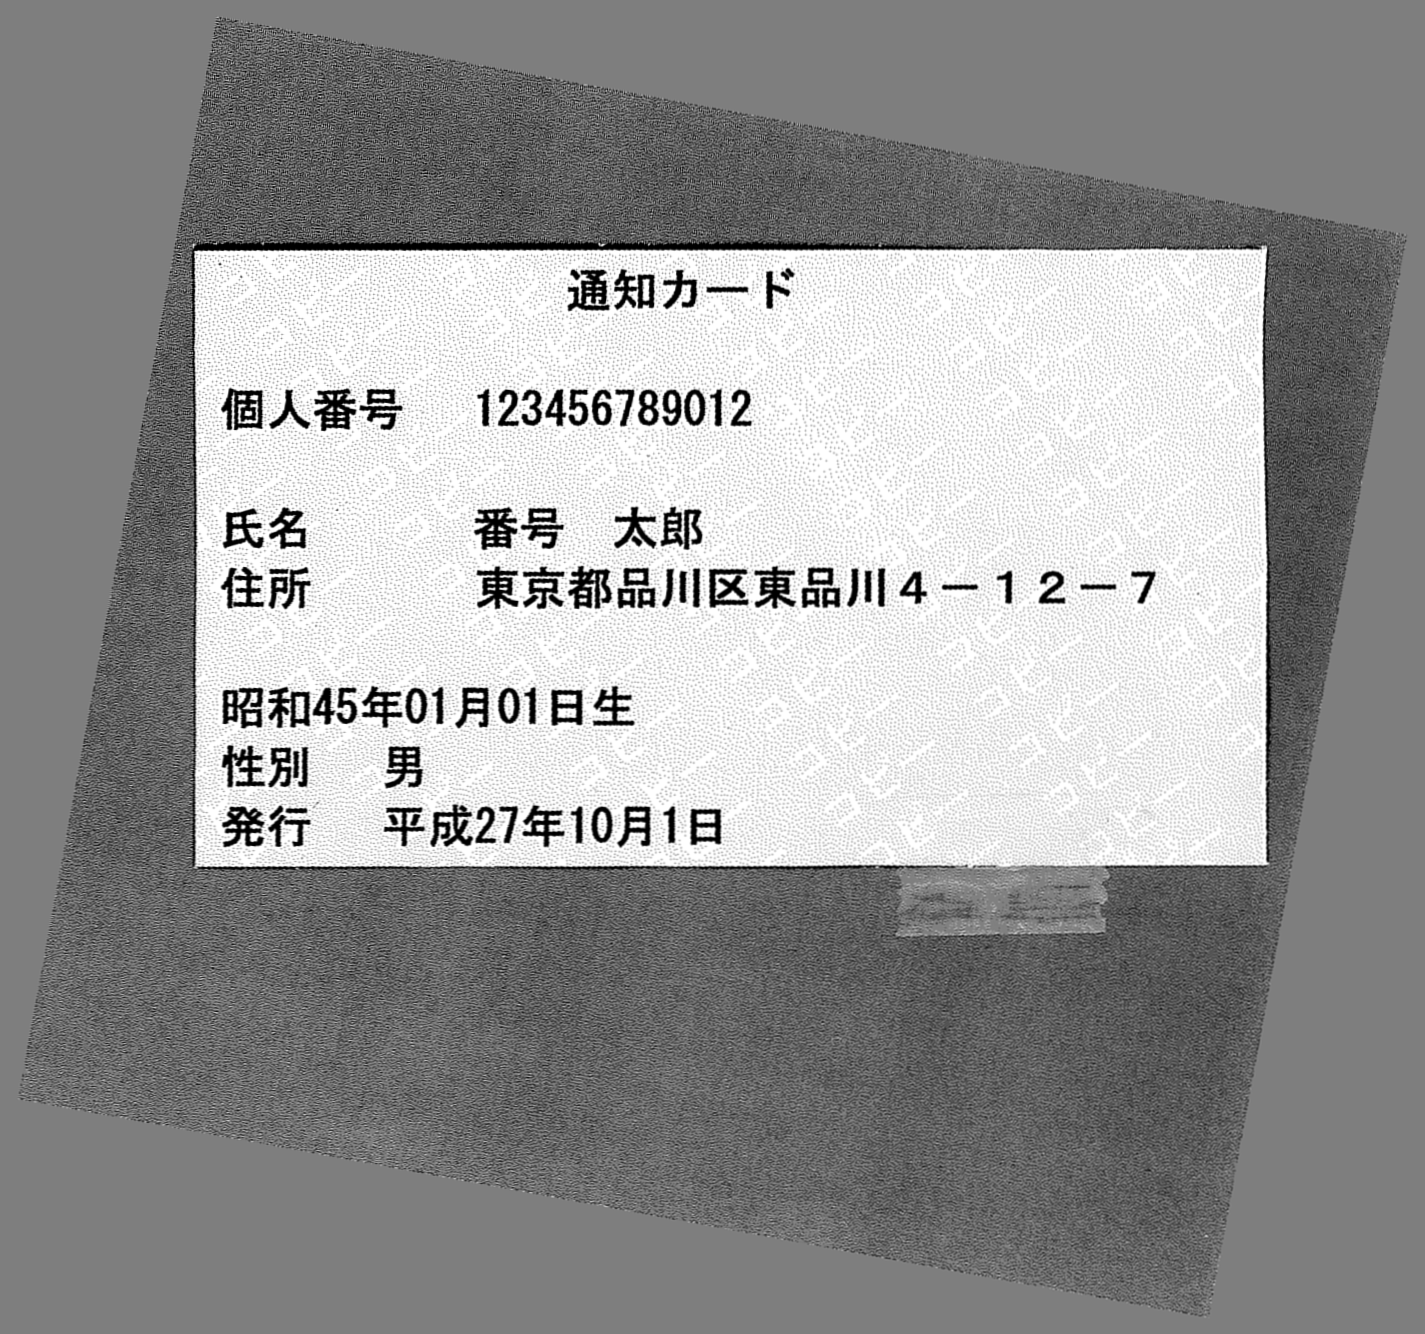 通知カード
個人番号　123456789012
氏名　番号　太郎
住所　東京都品川区東品川４－１２－７
昭和45年01月01日生
性別　男
発行　平成27年10月1日